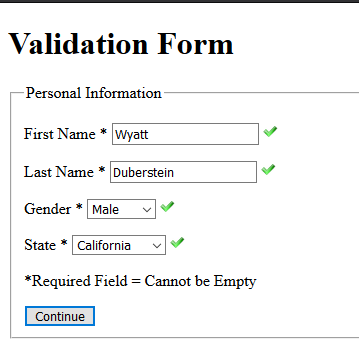 Validation Form
Personal Information
First Name * Wyatt
Last Name * Duberstein
Gender * Male
State * California
*Required Field = Cannot be Empty
Continue